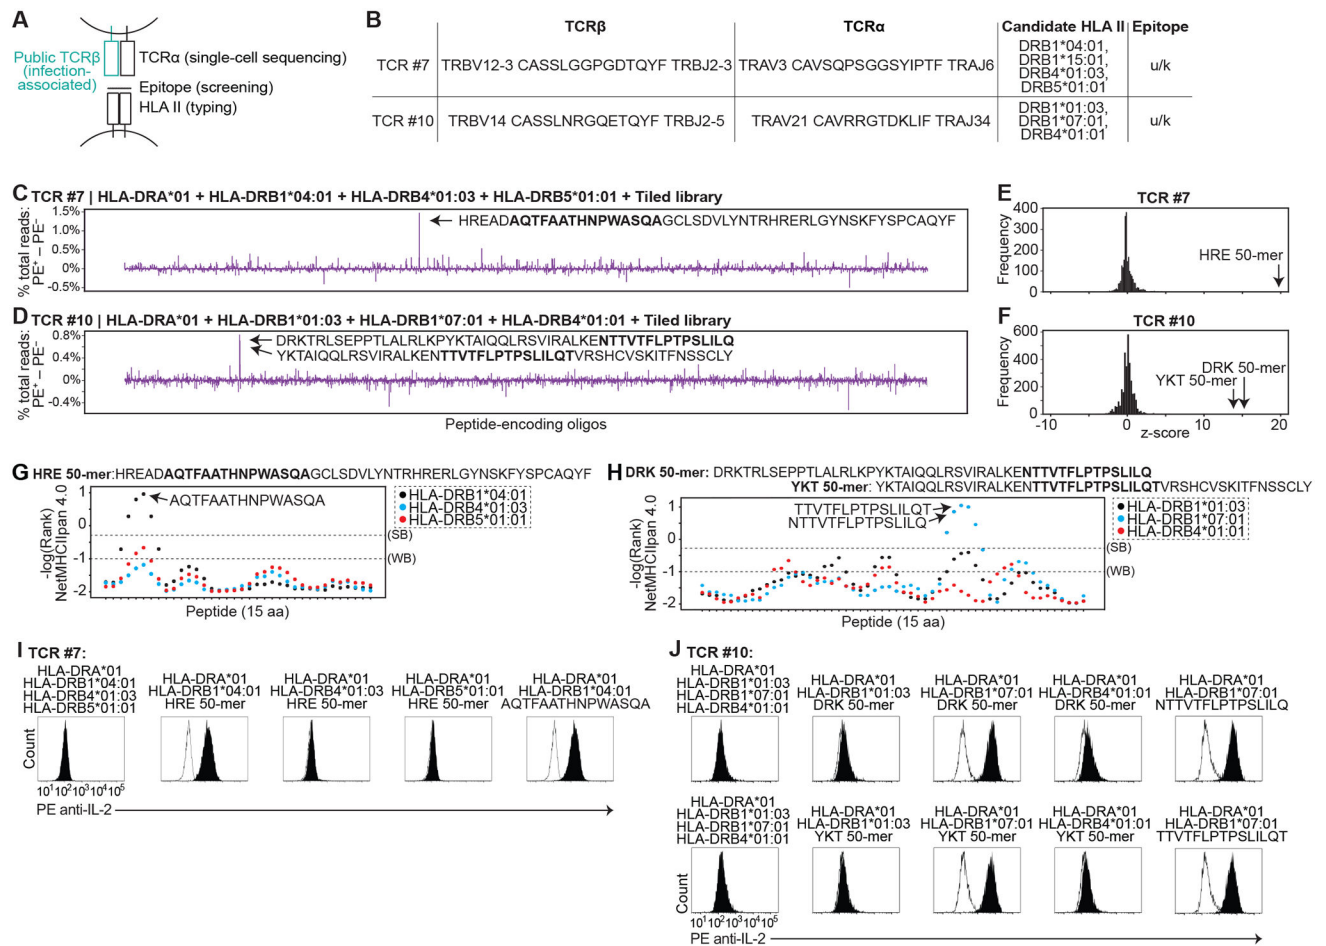 A
Public TCRβ
(infection-
associated)
TCRα (single-cell sequencing)
Epitope (screening)
HLA II (typing)
B
TCRβ
TCRα
Candidate HLA II
Epitope
TCR #7
TRBV12-3 CASSLGGPGDTQYF TRBJ2-3
TRAV3 CAVSQPSGGSYIPTF TRAJ6
DRB1*04:01,
DRB1*15:01,
DRB4*01:03,
DRB5*01:01
u/k
TCR #10
TRBV14 CASSLNRGQETQYF TRBJ2-5
TRAV21 CAVRRGTDKLIF TRAJ34
DRB1*01:03,
DRB1*07:01,
DRB4*01:01
u/k
C
TCR #7 | HLA-DRA*01 + HLA-DRB1*04:01 + HLA-DRB4*01:03 + HLA-DRB5*01:01 + Tiled library
% total reads:
PE⁺ – PE⁻
1.5%
1.0%
0.5%
0%
-0.5%
HREADAQTFAATHNPWASQAGCLSDVLYNTRHRERLGYNSKFYSPCAQYF
D
TCR #10 | HLA-DRA*01 + HLA-DRB1*01:03 + HLA-DRB1*07:01 + HLA-DRB4*01:01 + Tiled library
% total reads:
PE⁺ – PE⁻
0.8%
0.4%
0%
-0.4%
DRKTRLSEPPTLALRLKPYKTAIQQLRSVIRALKENTTVTFLPTPSLILQ
YKTAIQQLRSVIRALKENTTVTFLPTPSLILQTVRSHCVSKITFNSSCLY
Peptide-encoding oligos
E
TCR #7
Frequency
400
300
200
100
0
HRE 50-mer
F
TCR #10
Frequency
600
400
200
0
DRK 50-mer
YKT 50-mer
-10
0
10
20
z-score
G
HRE 50-mer:HREADAQTFAATHNPWASQAGCLSDVLYNTRHRERLGYNSKFYSPCAQYF
-log(Rank)
NetMHCIIpan 4.0
1
0
-1
-2
AQTFAATHNPWASQA
HLA-DRB1*04:01
HLA-DRB4*01:03
HLA-DRB5*01:01
(SB)
(WB)
Peptide (15 aa)
H
DRK 50-mer: DRKTRLSEPPTLALRLKPYKTAIQQLRSVIRALKENTTVTFLPTPSLILQ
YKT 50-mer: YKTAIQQLRSVIRALKENTTVTFLPTPSLILQTVRSHCVSKITFNSSCLY
-log(Rank)
NetMHCIIpan 4.0
1
0
-1
-2
TTVTFLPTPSLILQT
NTTVTFLPTPSLILQ
HLA-DRB1*01:03
HLA-DRB1*07:01
HLA-DRB4*01:01
(SB)
(WB)
Peptide (15 aa)
I
TCR #7:
HLA-DRA*01
HLA-DRB1*04:01
HLA-DRB4*01:03
HLA-DRB5*01:01
HLA-DRA*01
HLA-DRB1*04:01
HRE 50-mer
HLA-DRA*01
HLA-DRB4*01:03
HRE 50-mer
HLA-DRA*01
HLA-DRB5*01:01
HRE 50-mer
HLA-DRA*01
HLA-DRB1*04:01
AQTFAATHNPWASQA
Count
10¹10²10³10⁴10⁵
PE anti-IL-2
J
TCR #10:
HLA-DRA*01
HLA-DRB1*01:03
HLA-DRB1*07:01
HLA-DRB4*01:01
HLA-DRA*01
HLA-DRB1*01:03
DRK 50-mer
HLA-DRA*01
HLA-DRB1*07:01
DRK 50-mer
HLA-DRA*01
HLA-DRB4*01:01
DRK 50-mer
HLA-DRA*01
HLA-DRB1*07:01
NTTVTFLPTPSLILQ
HLA-DRA*01
HLA-DRB1*01:03
HLA-DRB1*07:01
HLA-DRB4*01:01
HLA-DRA*01
HLA-DRB1*01:03
YKT 50-mer
HLA-DRA*01
HLA-DRB1*07:01
YKT 50-mer
HLA-DRA*01
HLA-DRB4*01:01
YKT 50-mer
HLA-DRA*01
HLA-DRB1*07:01
TTVTFLPTPSLILQT
Count
10¹10²10³10⁴10⁵
PE anti-IL-2